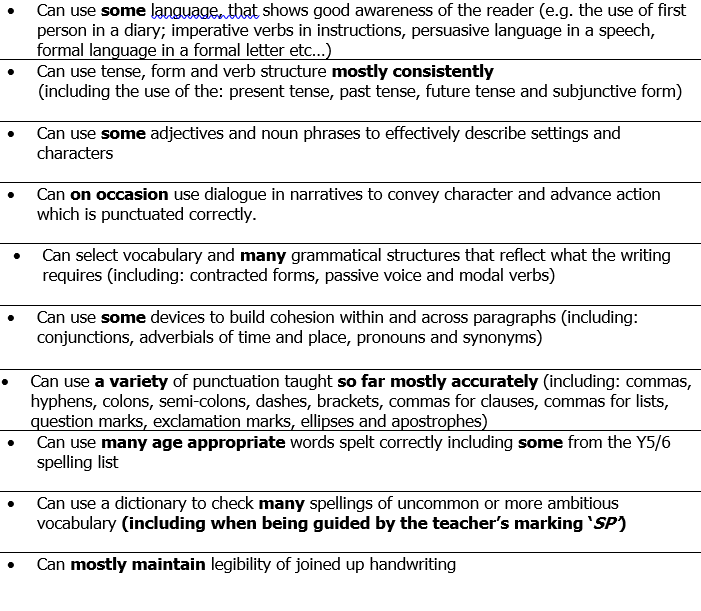 • Can use some language, that shows good awareness of the reader (e.g. the use of first
person in a diary; imperative verbs in instructions, persuasive language in a speech,
formal language in a formal letter etc…)
• Can use tense, form and verb structure mostly consistently
(including the use of the: present tense, past tense, future tense and subjunctive form)
• Can use some adjectives and noun phrases to effectively describe settings and
characters
• Can on occasion use dialogue in narratives to convey character and advance action
which is punctuated correctly.
• Can select vocabulary and many grammatical structures that reflect what the writing
requires (including: contracted forms, passive voice and modal verbs)
• Can use some devices to build cohesion within and across paragraphs (including:
conjunctions, adverbials of time and place, pronouns and synonyms)
• Can use a variety of punctuation taught so far mostly accurately (including: commas,
hyphens, colons, semi-colons, dashes, brackets, commas for clauses, commas for lists,
question marks, exclamation marks, ellipses and apostrophes)
• Can use many age appropriate words spelt correctly including some from the Y5/6
spelling list
• Can use a dictionary to check many spellings of uncommon or more ambitious
vocabulary (including when being guided by the teacher’s marking ‘SP’)
• Can mostly maintain legibility of joined up handwriting